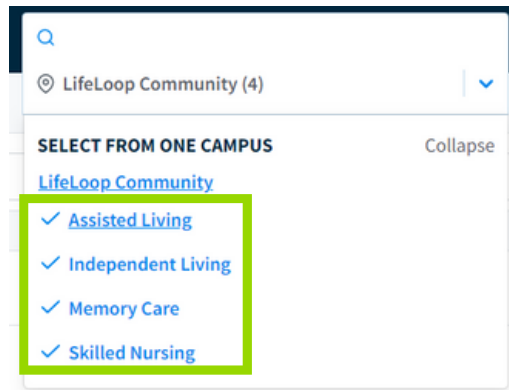 LifeLoop Community (4)
SELECT FROM ONE CAMPUS Collapse
LifeLoop Community
Assisted Living
Independent Living
Memory Care
Skilled Nursing